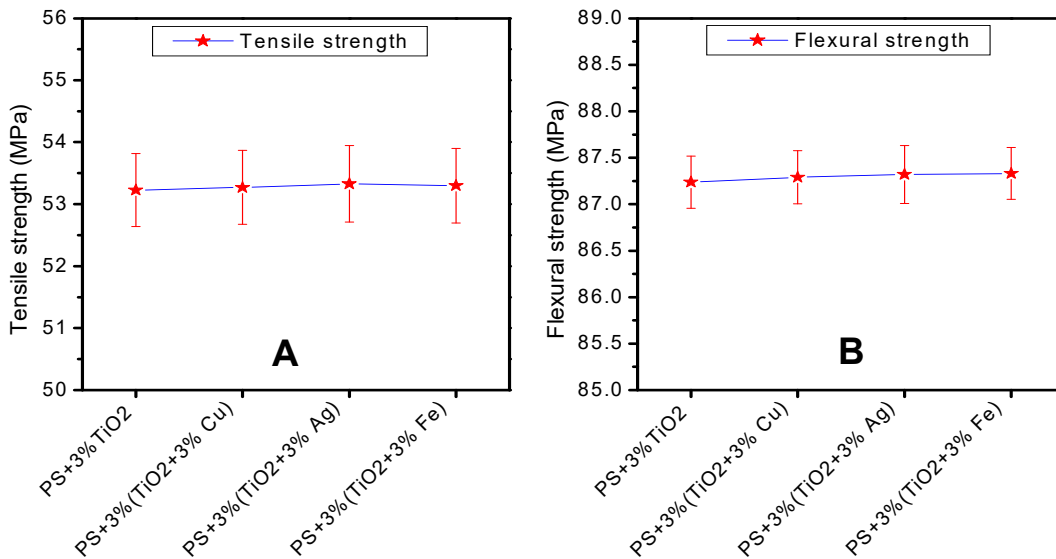 Tensile strength
Tensile strength (MPa)
56
55
54
53
52
51
50
A
PS+3%TiO2
PS+3%(TiO2+3% Cu)
PS+3%(TiO2+3% Ag)
PS+3%(TiO2+3% Fe)
Flexural strength
Flexural strength (MPa)
89.0
88.5
88.0
87.5
87.0
86.5
86.0
85.5
85.0
B
PS+3%TiO2
PS+3%(TiO2+3% Cu)
PS+3%(TiO2+3% Ag)
PS+3%(TiO2+3% Fe)